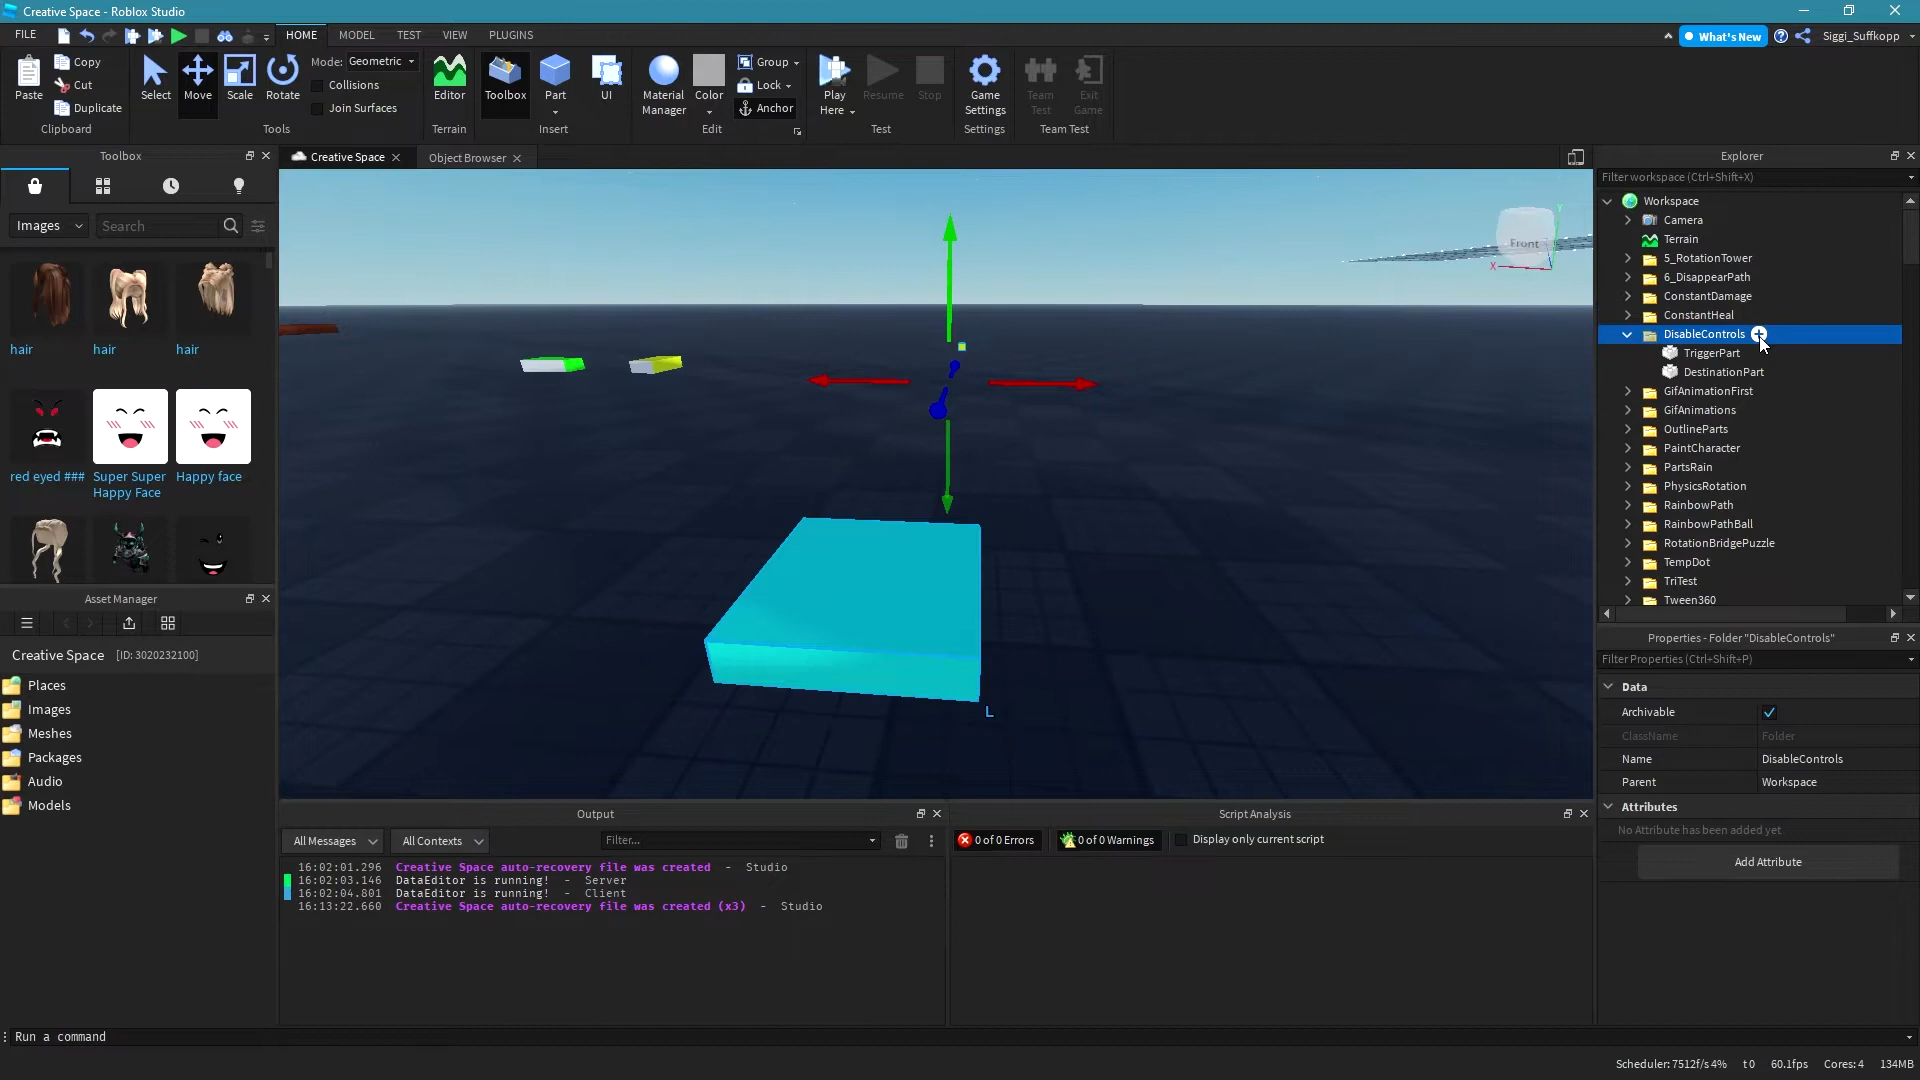 Creative Space - Roblox Studio
FILE
HOME
MODEL
TEST
VIEW
PLUGINS
What's New
Siggi_Suffkopp
Paste
Copy
Cut
Duplicate
Clipboard
Select
Move
Scale
Rotate
Mode: Geometric
Collisions
Join Surfaces
Tools
Editor
Terrain
Toolbox
Part
UI
Insert
Material
Manager
Color
Group
Lock
Anchor
Edit
Play
Here
Resume
Stop
Test
Game
Settings
Settings
Team
Test
Exit
Game
Team Test
Toolbox
Images
Search
hair
hair
hair
red eyed ###
Super Super
Happy Face
Happy face
Asset Manager
Creative Space [ID: 3020232100]
Places
Images
Meshes
Packages
Audio
Models
Creative Space
Object Browser
Front
X
Y
L
Output
All Messages
All Contexts
Filter...
16:02:01.296 Creative Space auto-recovery file was created - Studio
16:02:03.146 DataEditor is running! - Server
16:02:04.801 DataEditor is running! - Client
16:13:22.660 Creative Space auto-recovery file was created (x3) - Studio
Script Analysis
0 of 0 Errors
0 of 0 Warnings
Display only current script
Explorer
Filter workspace (Ctrl+Shift+X)
Workspace
Camera
Terrain
5_RotationTower
6_DisappearPath
ConstantDamage
ConstantHeal
DisableControls
TriggerPart
DestinationPart
GifAnimationFirst
GifAnimations
OutlineParts
PaintCharacter
PartsRain
PhysicsRotation
RainbowPath
RainbowPathBall
RotationBridgePuzzle
TempDot
TriTest
Tween360
Properties - Folder "DisableControls"
Filter Properties (Ctrl+Shift+P)
Data
Archivable
ClassName Folder
Name DisableControls
Parent Workspace
Attributes
No Attribute has been added yet
Add Attribute
Run a command
Scheduler: 7512f/s 4% t 0 60.1fps Cores: 4 134MB